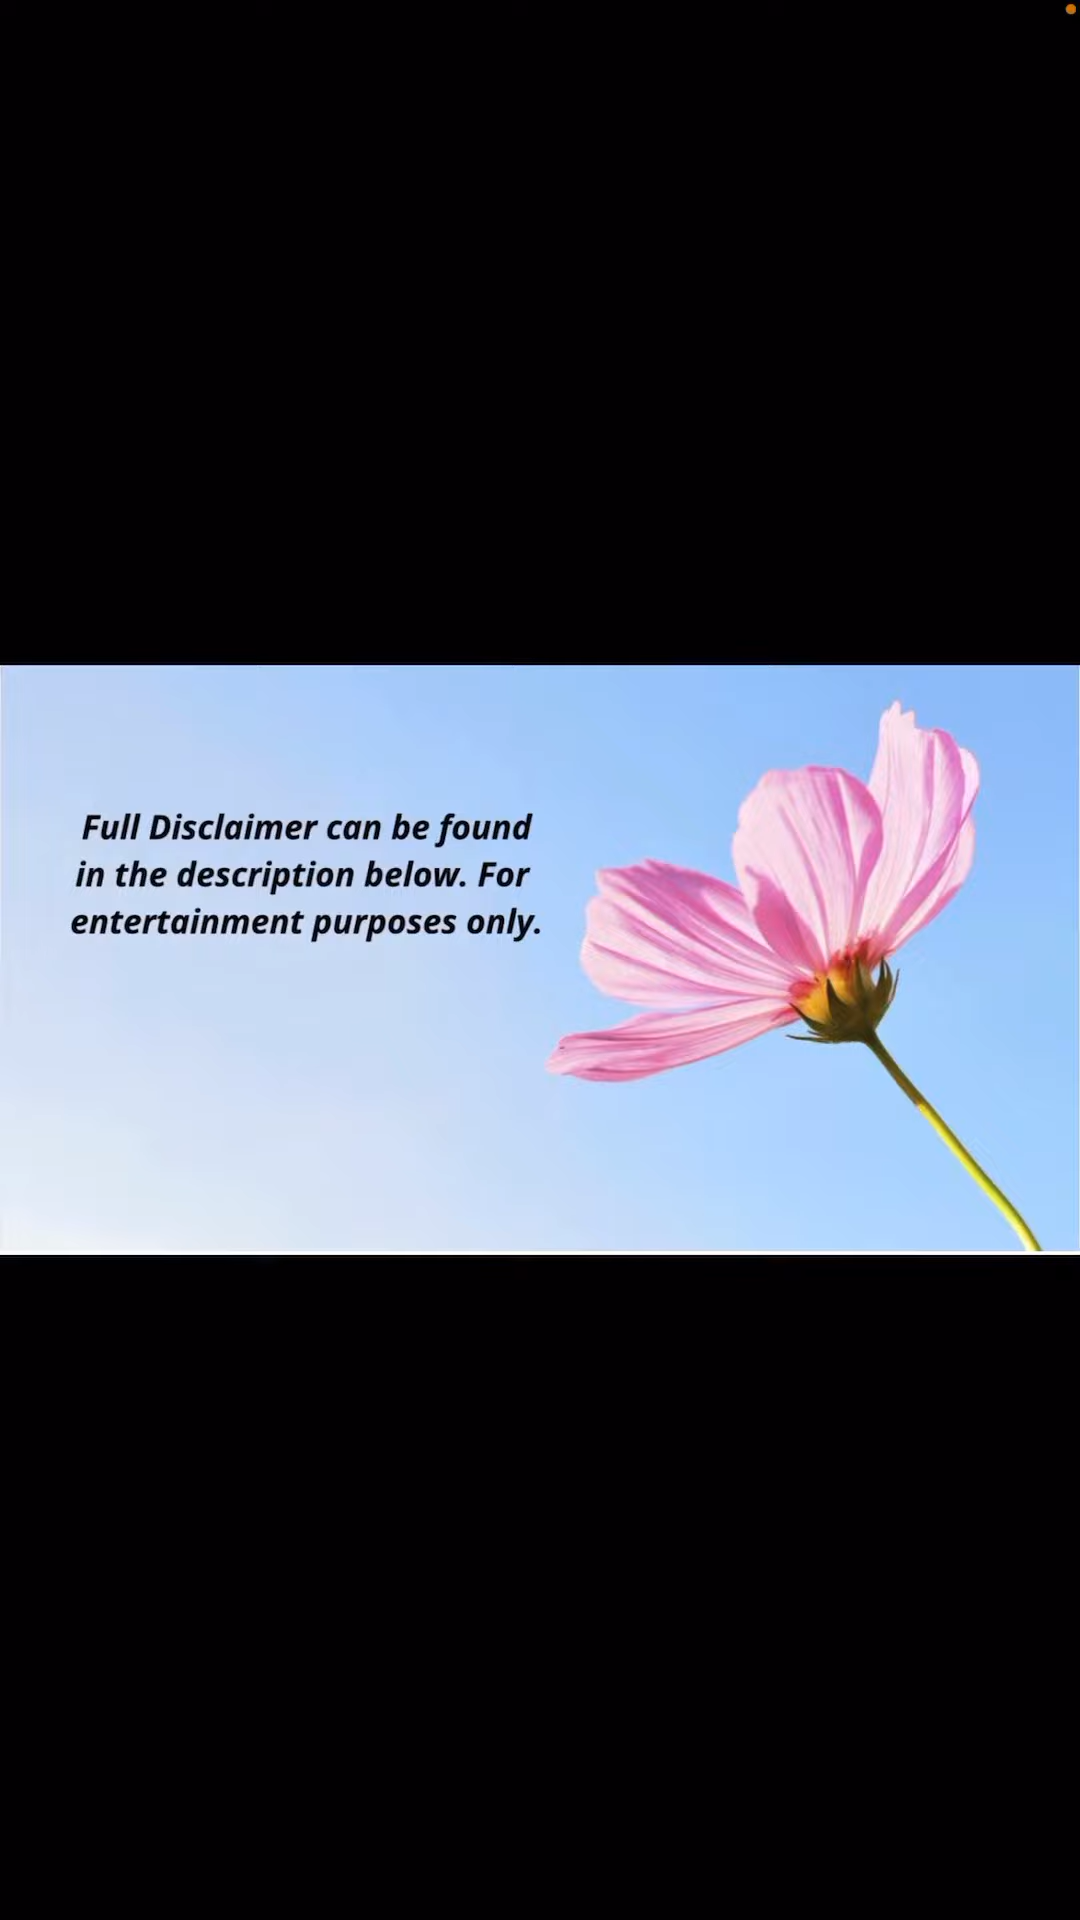 Full Disclaimer can be found
in the description below. For
entertainment purposes only.